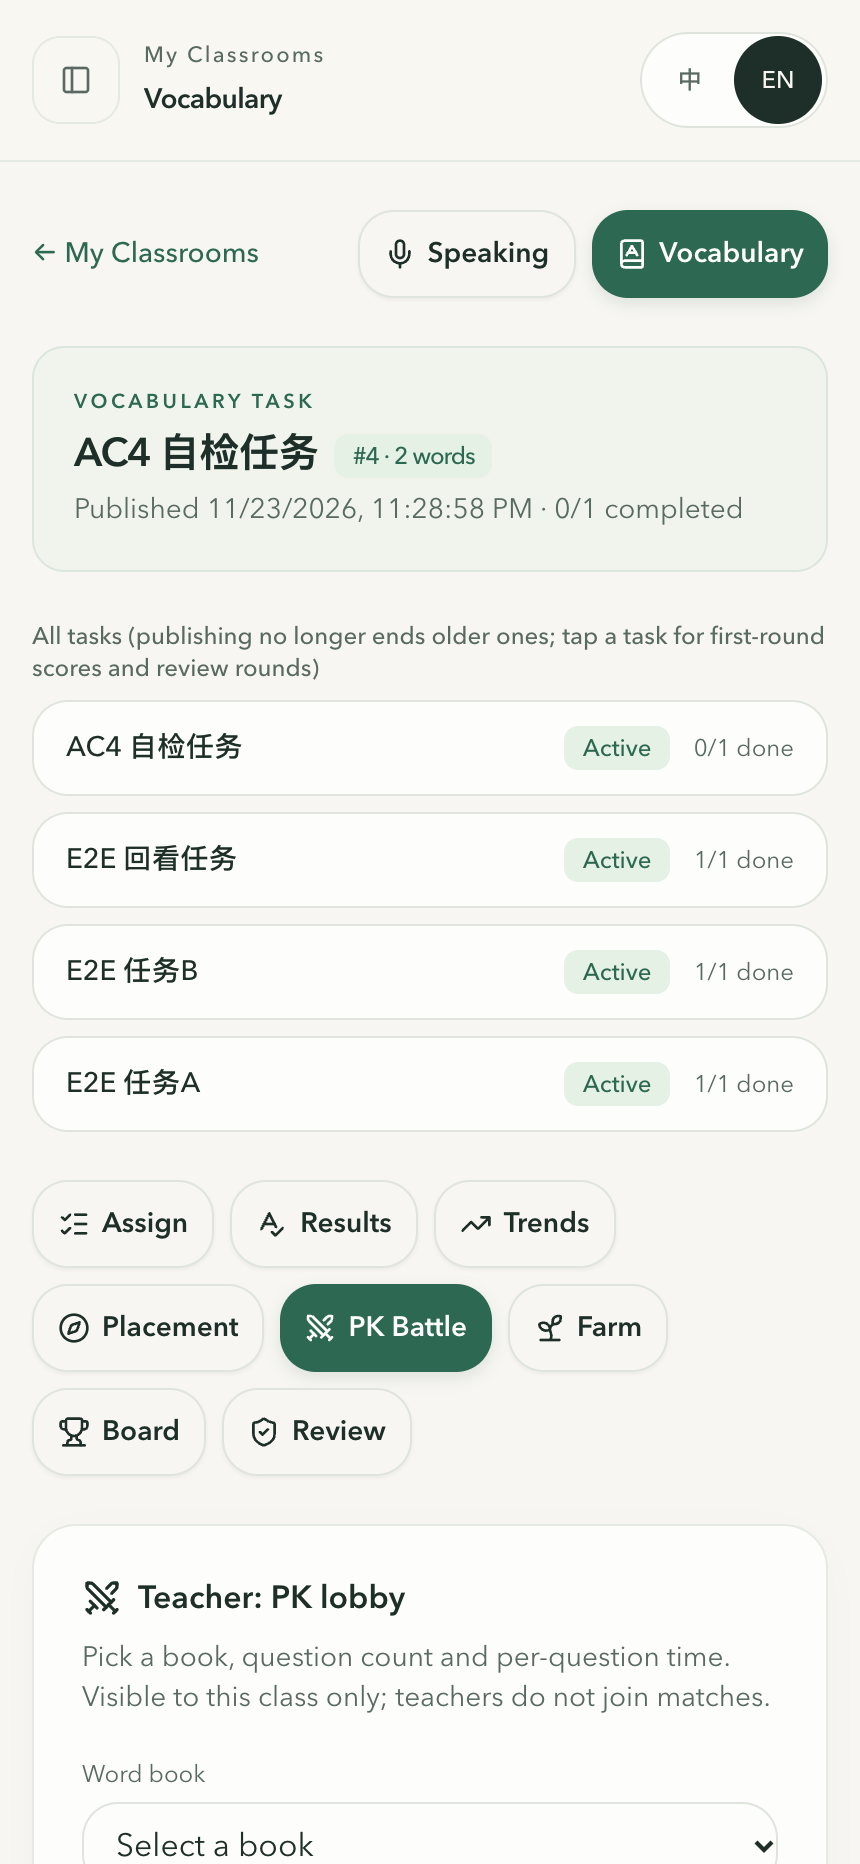 My Classrooms
Vocabulary
中
EN
← My Classrooms
Speaking
Vocabulary
VOCABULARY TASK
AC4 自检任务 #4 · 2 words
Published 11/23/2026, 11:28:58 PM · 0/1 completed
All tasks (publishing no longer ends older ones; tap a task for first-round
scores and review rounds)
AC4 自检任务 Active 0/1 done
E2E 回看任务 Active 1/1 done
E2E 任务B Active 1/1 done
E2E 任务A Active 1/1 done
Assign Results Trends
Placement PK Battle Farm
Board Review
Teacher: PK lobby
Pick a book, question count and per-question time.
Visible to this class only; teachers do not join matches.
Word book
Select a book